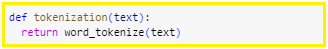 def tokenization(text):
  return word_tokenize(text)